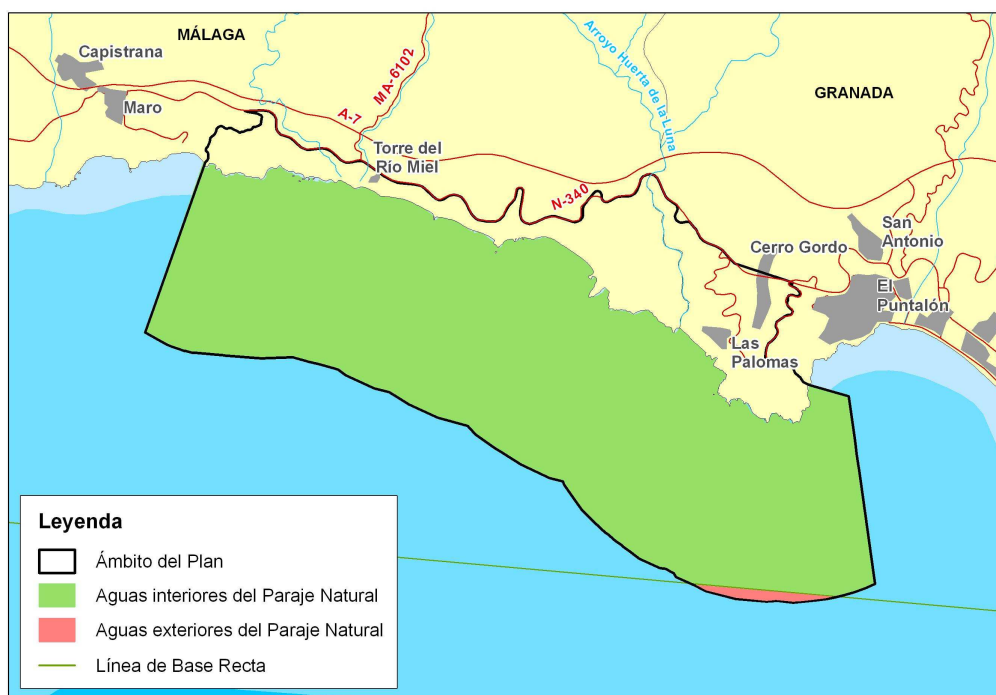 MÁLAGA
Capistrana
Maro
A-7
MA-6102
Arroyo Huerta de la Luna
GRANADA
Torre del
Río Miel
N-340
San
Antonio
Cerro Gordo
El
Puntalón
Las
Palomas
Leyenda
Ámbito del Plan
Aguas interiores del Paraje Natural
Aguas exteriores del Paraje Natural
Línea de Base Recta